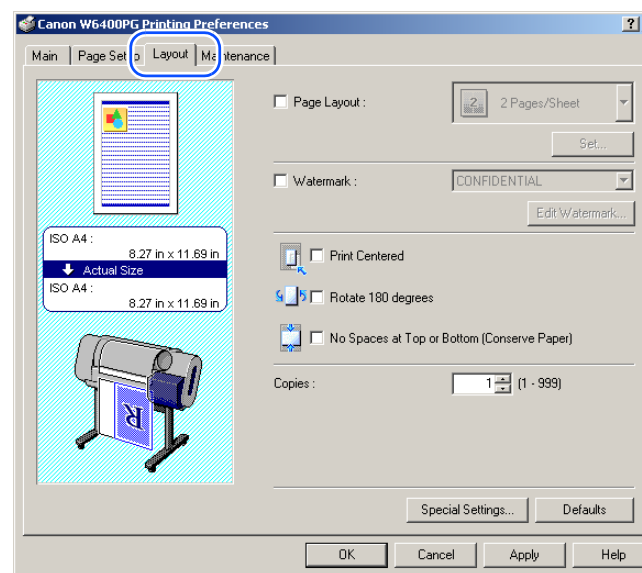 Canon W6400PG Printing Preferences
?
Main Page Setup Layout Maintenance
Page Layout :
2
2 Pages/Sheet
Set...
Watermark :
CONFIDENTIAL
Edit Watermark...
ISO A4 :
8.27 in x 11.69 in
Actual Size
ISO A4 :
8.27 in x 11.69 in
Print Centered
Rotate 180 degrees
No Spaces at Top or Bottom (Conserve Paper)
Copies :
1 (1 - 999)
R
Special Settings... Defaults
OK Cancel Apply Help